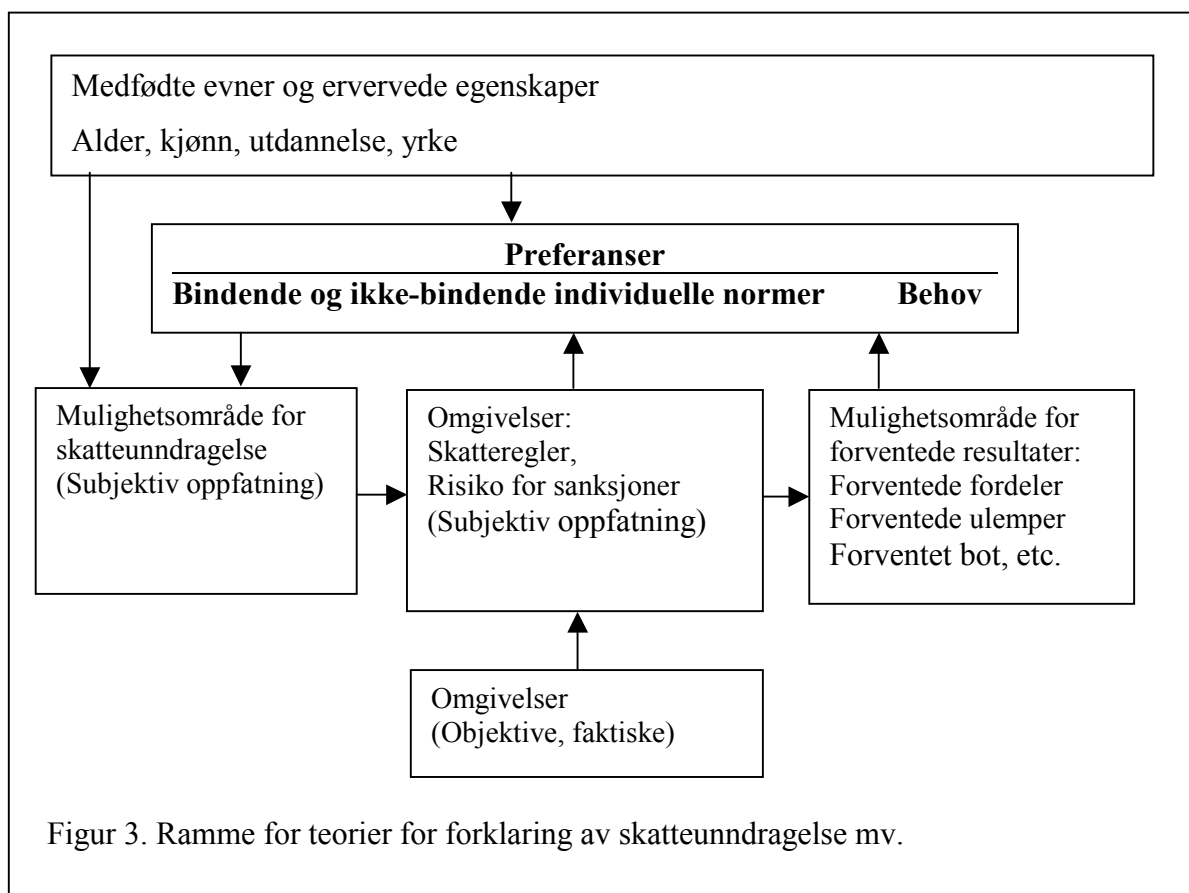 Medfødte evner og ervervede egenskaper
Alder, kjønn, utdannelse, yrke
Preferanser
Bindende og ikke-bindende individuelle normer Behov
Mulighetsområde for
skatteunndragelse
(Subjektiv oppfatning)
Omgivelser:
Skatteregler,
Risiko for sanksjoner
(Subjektiv oppfatning)
Mulighetsområde for
forventede resultater:
Forventede fordeler
Forventede ulemper
Forventet bot, etc.
Omgivelser
(Objektive, faktiske)
Figur 3. Ramme for teorier for forklaring av skatteunndragelse mv.